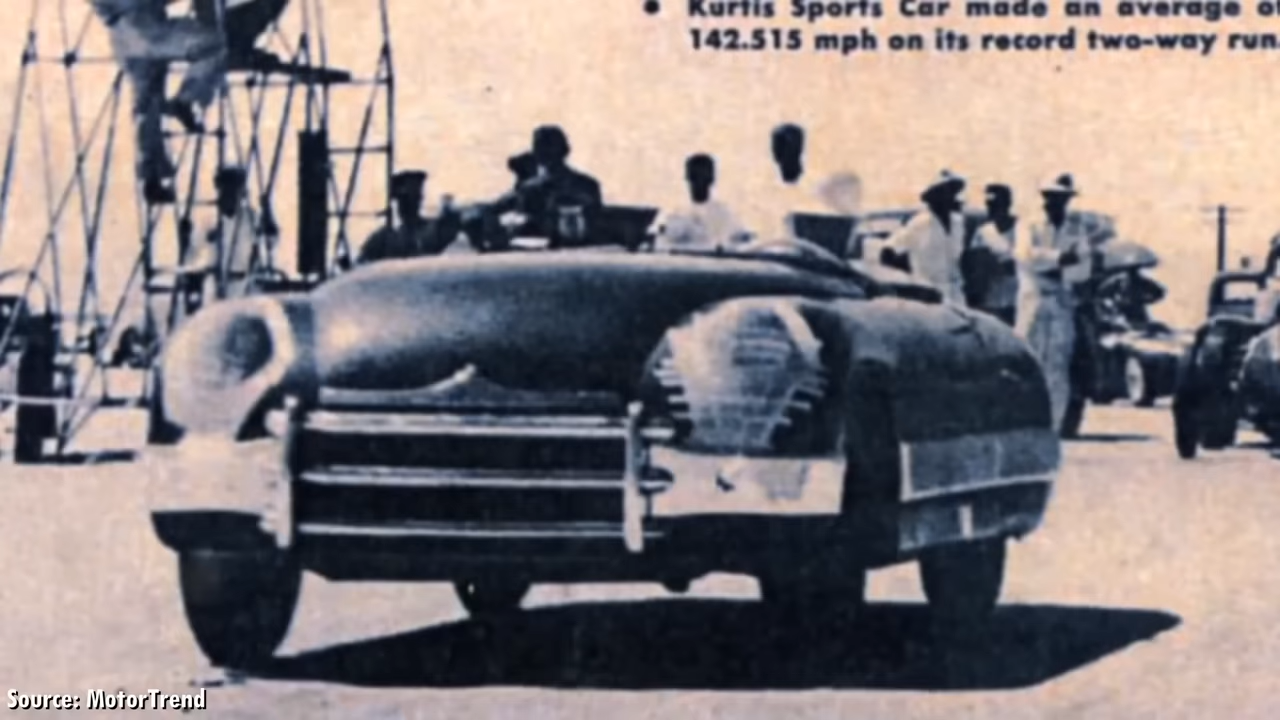 Kurtis Sports Car made an average of
142.515 mph on its record two-way run.
Source: MotorTrend